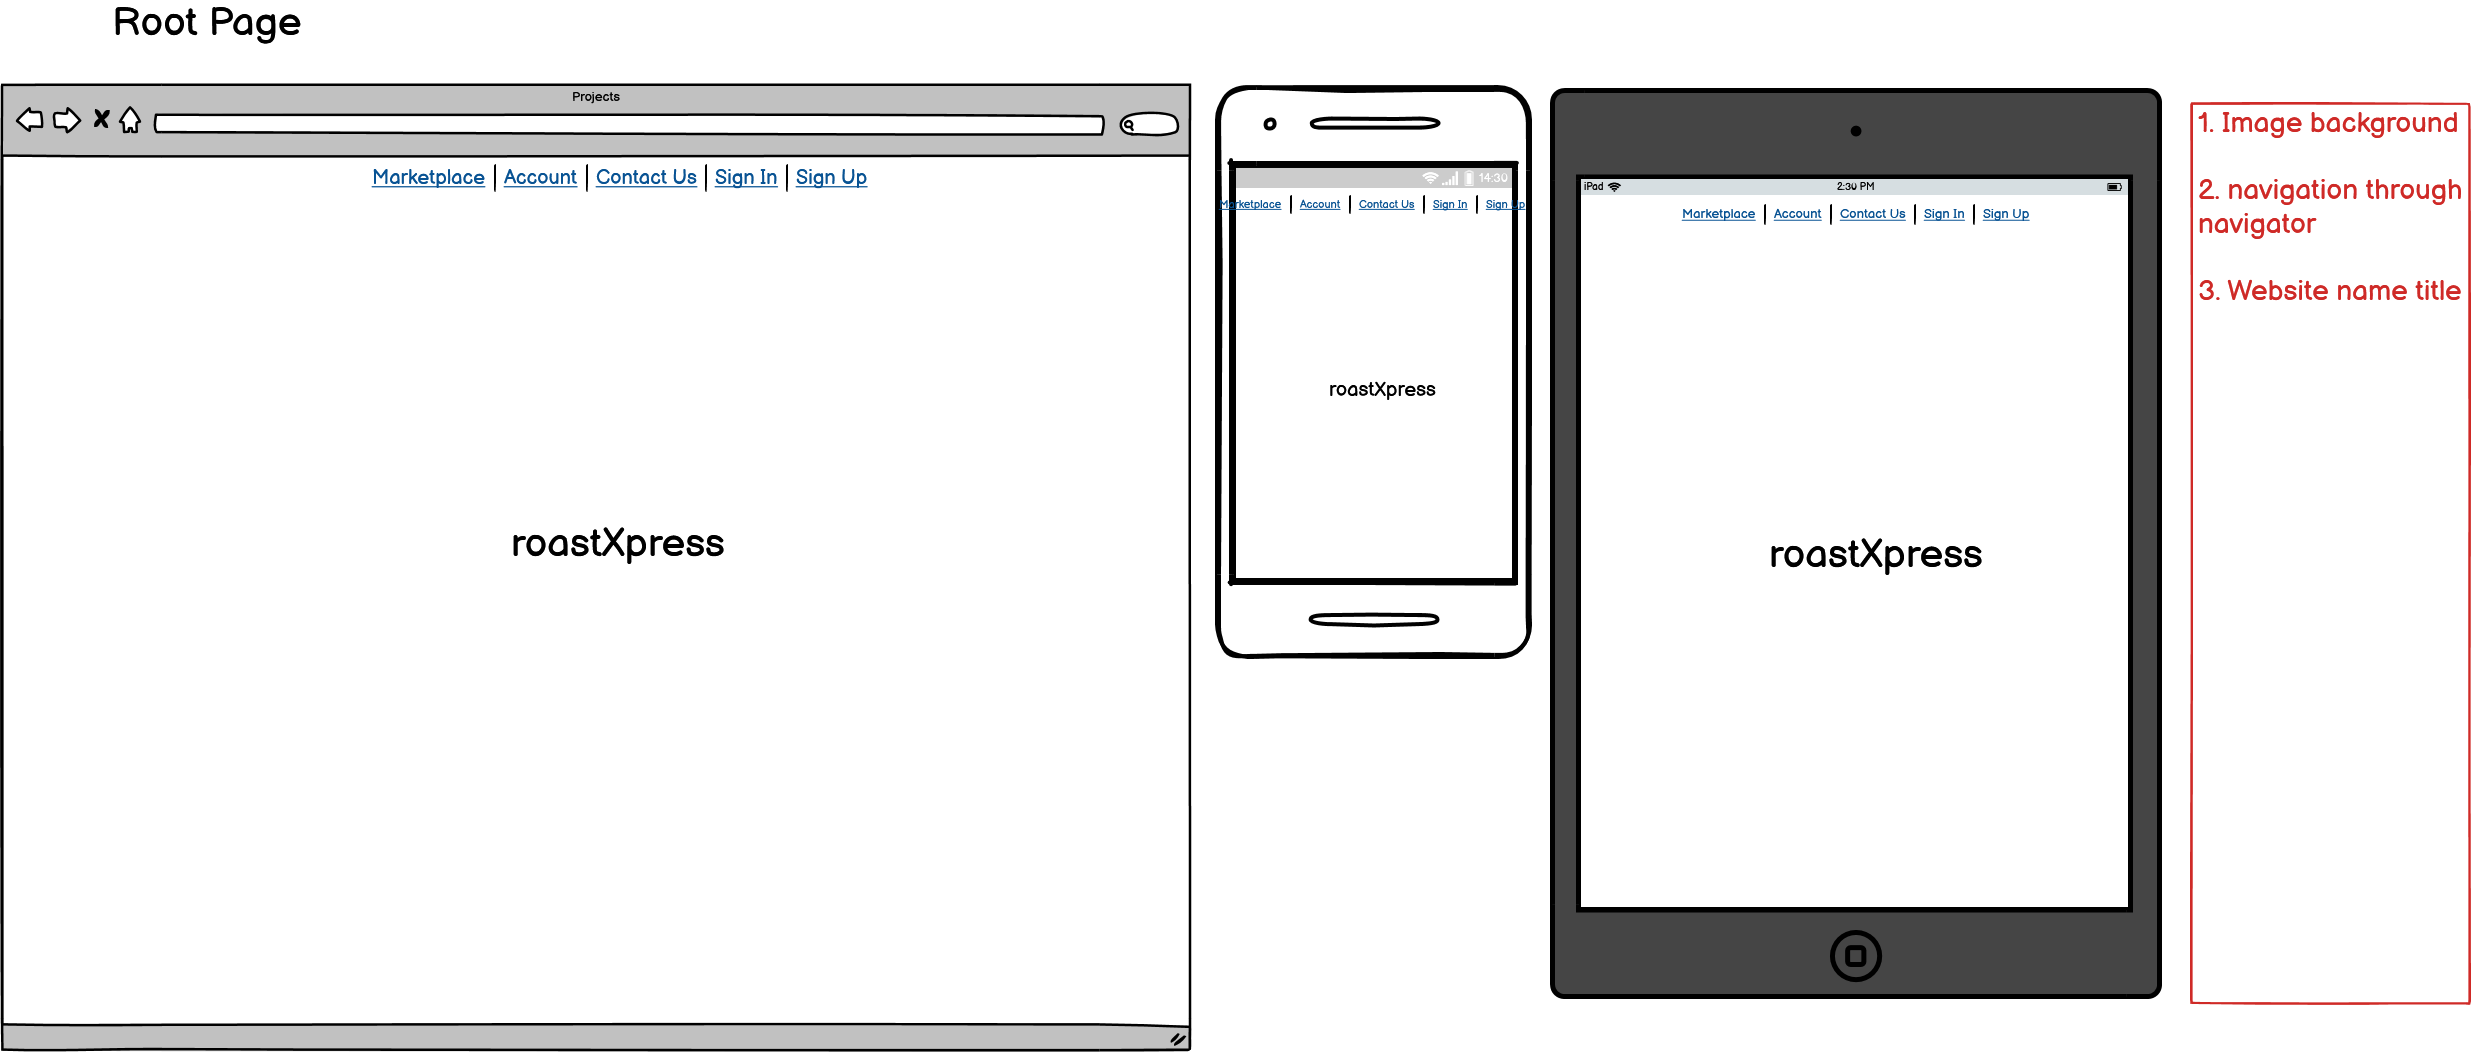 Root Page
Projects
Marketplace | Account | Contact Us | Sign In | Sign Up
roastXpress
14:30
Marketplace | Account | Contact Us | Sign In | Sign Up
roastXpress
iPad 2:30 PM
Marketplace | Account | Contact Us | Sign In | Sign Up
roastXpress
1. Image background
2. navigation through
navigator
3. Website name title